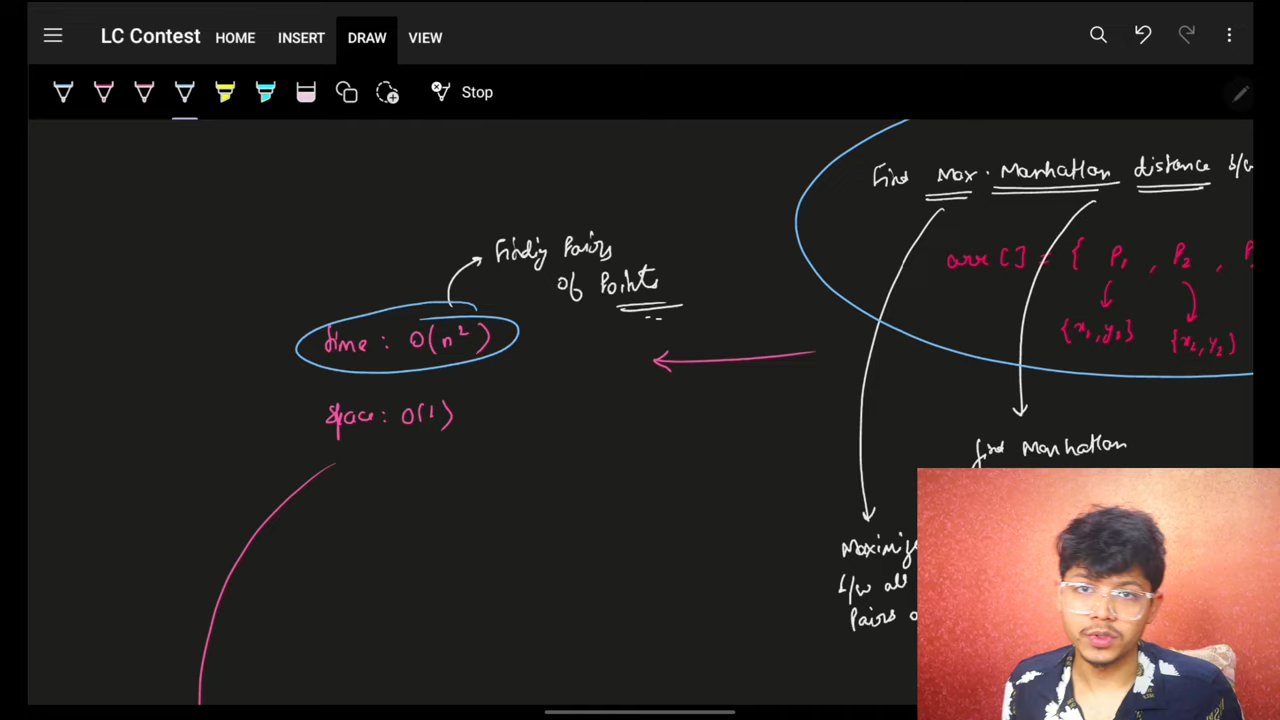 LC Contest HOME INSERT DRAW VIEW
Stop
Find Max. Manhattan distance b/w
arr[] = { P1 , P2 ,
{x1, y1} {x2, y2}
Finding Pairs
of Points
time: O(n²)
space: O(1)
find Manhattan
Maximize
b/w all
Pairs